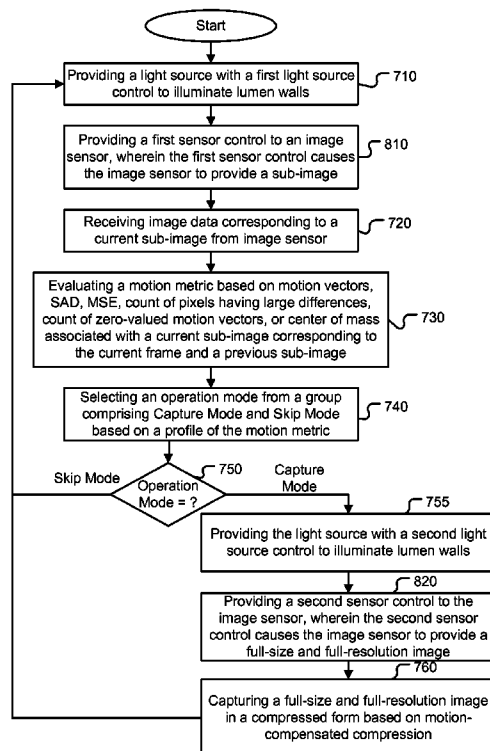 Start
Providing a light source with a first light source
control to illuminate lumen walls
710
Providing a first sensor control to an image
sensor, wherein the first sensor control causes
the image sensor to provide a sub-image
810
Receiving image data corresponding to a
current sub-image from image sensor
720
Evaluating a motion metric based on motion vectors,
SAD, MSE, count of pixels having large differences,
count of zero-valued motion vectors, or center of mass
associated with a current sub-image corresponding to
the current frame and a previous sub-image
730
Selecting an operation mode from a group
comprising Capture Mode and Skip Mode
based on a profile of the motion metric
740
Skip Mode
Operation
Mode = ?
750
Capture
Mode
755
Providing the light source with a second light
source control to illuminate lumen walls
820
Providing a second sensor control to the
image sensor, wherein the second sensor
control causes the image sensor to provide a
full-size and full-resolution image
760
Capturing a full-size and full-resolution image
in a compressed form based on motion-
compensated compression